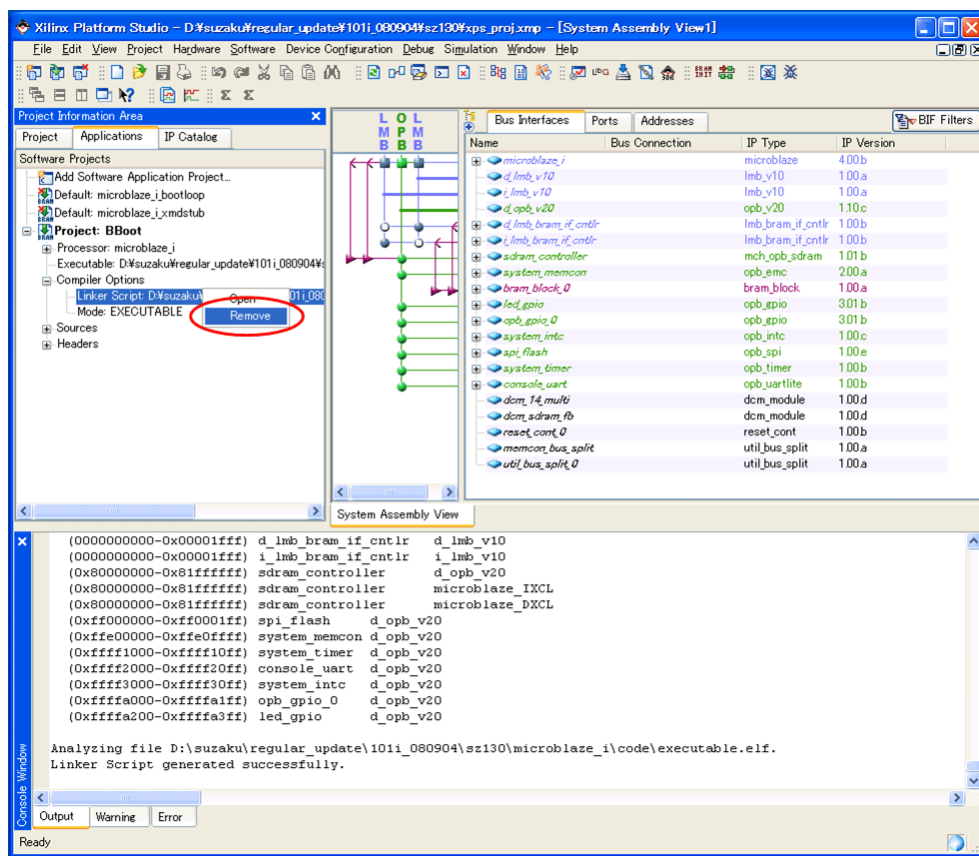 Xilinx Platform Studio - D:¥suzaku¥regular_update¥101i_080904¥sz130¥xps_proj.xmp - [System Assembly View1]
File Edit View Project Hardware Software Device Configuration Debug Simulation Window Help
Project Information Area
Project Applications IP Catalog
Software Projects
Add Software Application Project...
Default: microblaze_i_bootloop
Default: microblaze_i_xmdstub
Project: BBoot
Processor: microblaze_i
Executable: D:¥suzaku¥regular_update¥101i_080904¥s
Compiler Options
Linker Script: D:¥suzaku¥ 01i_080
Mode: EXECUTABLE
Sources
Headers
Open
Remove
L O L
M P M
B B B
Bus Interfaces Ports Addresses BIF Filters
Name Bus Connection IP Type IP Version
microblaze_i microblaze 4.00.b
d_lmb_v10 lmb_v10 1.00.a
i_lmb_v10 lmb_v10 1.00.a
d_opb_v20 opb_v20 1.10.c
d_lmb_bram_if_cntlr lmb_bram_if_cntlr 1.00.b
i_lmb_bram_if_cntlr lmb_bram_if_cntlr 1.00.b
sdram_controller mch_opb_sdram 1.01.b
system_memcon opb_emc 2.00.a
bram_block_0 bram_block 1.00.a
led_gpio opb_gpio 3.01.b
opb_gpio_0 opb_gpio 3.01.b
system_intc opb_intc 1.00.c
spi_flash opb_spi 1.00.e
system_timer opb_timer 1.00.b
console_uart opb_uartlite 1.00.b
dcm_14_multi dcm_module 1.00.d
dcm_sdram_fb dcm_module 1.00.d
reset_cont_0 reset_cont 1.00.b
memcon_bus_split util_bus_split 1.00.a
util_bus_split_0 util_bus_split 1.00.a
System Assembly View
(0000000000-0x00001fff) d_lmb_bram_if_cntlr d_lmb_v10
(0000000000-0x00001fff) i_lmb_bram_if_cntlr i_lmb_v10
(0x80000000-0x81ffffff) sdram_controller d_opb_v20
(0x80000000-0x81ffffff) sdram_controller microblaze_IXCL
(0x80000000-0x81ffffff) sdram_controller microblaze_DXCL
(0xff000000-0xff0001ff) spi_flash d_opb_v20
(0xffe00000-0xffe0ffff) system_memcon d_opb_v20
(0xffff1000-0xffff10ff) system_timer d_opb_v20
(0xffff2000-0xffff20ff) console_uart d_opb_v20
(0xffff3000-0xffff30ff) system_intc d_opb_v20
(0xffffa000-0xffffa1ff) opb_gpio_0 d_opb_v20
(0xffffa200-0xffffa3ff) led_gpio d_opb_v20
Analyzing file D:\suzaku\regular_update\101i_080904\sz130\microblaze_i\code\executable.elf.
Linker Script generated successfully.
Console Window
Output Warning Error
Ready